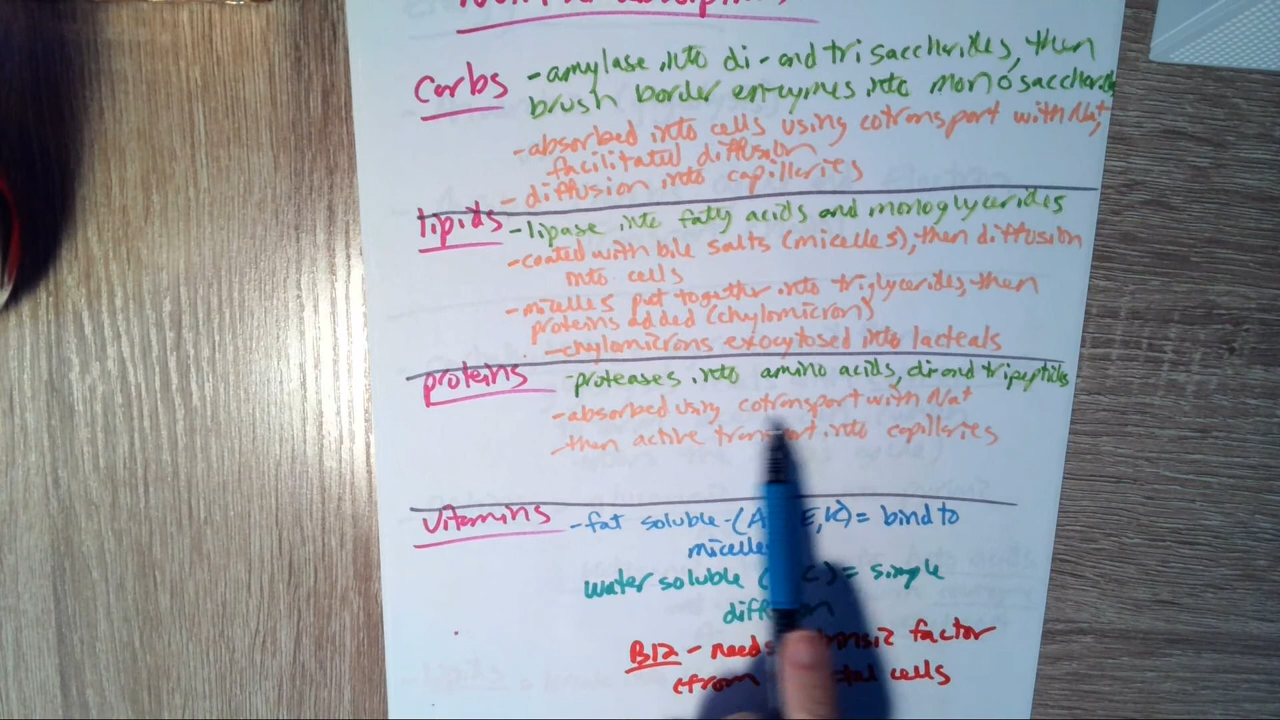 Carbs - amylase into di- and trisaccharides, then
brush border enzymes into monosaccharides
- absorbed into cells using cotransport with Na+,
facilitated diffusion
- diffusion into capillaries
lipids - lipase into fatty acids and monoglycerides
- coated with bile salts (micelles), then diffusion
into cells
- micelles put together into triglycerides, then
proteins added (chylomicron)
- chylomicrons exocytosed into lacteals
proteins - proteases into amino acids, di and tripeptides
- absorbed using cotransport with Na+
- then active transport into capillaries
Vitamins - fat soluble - (A E, K) = bind to
micelle
water soluble ( C) = simple
diffusion
B12 - needs factor
(from cells